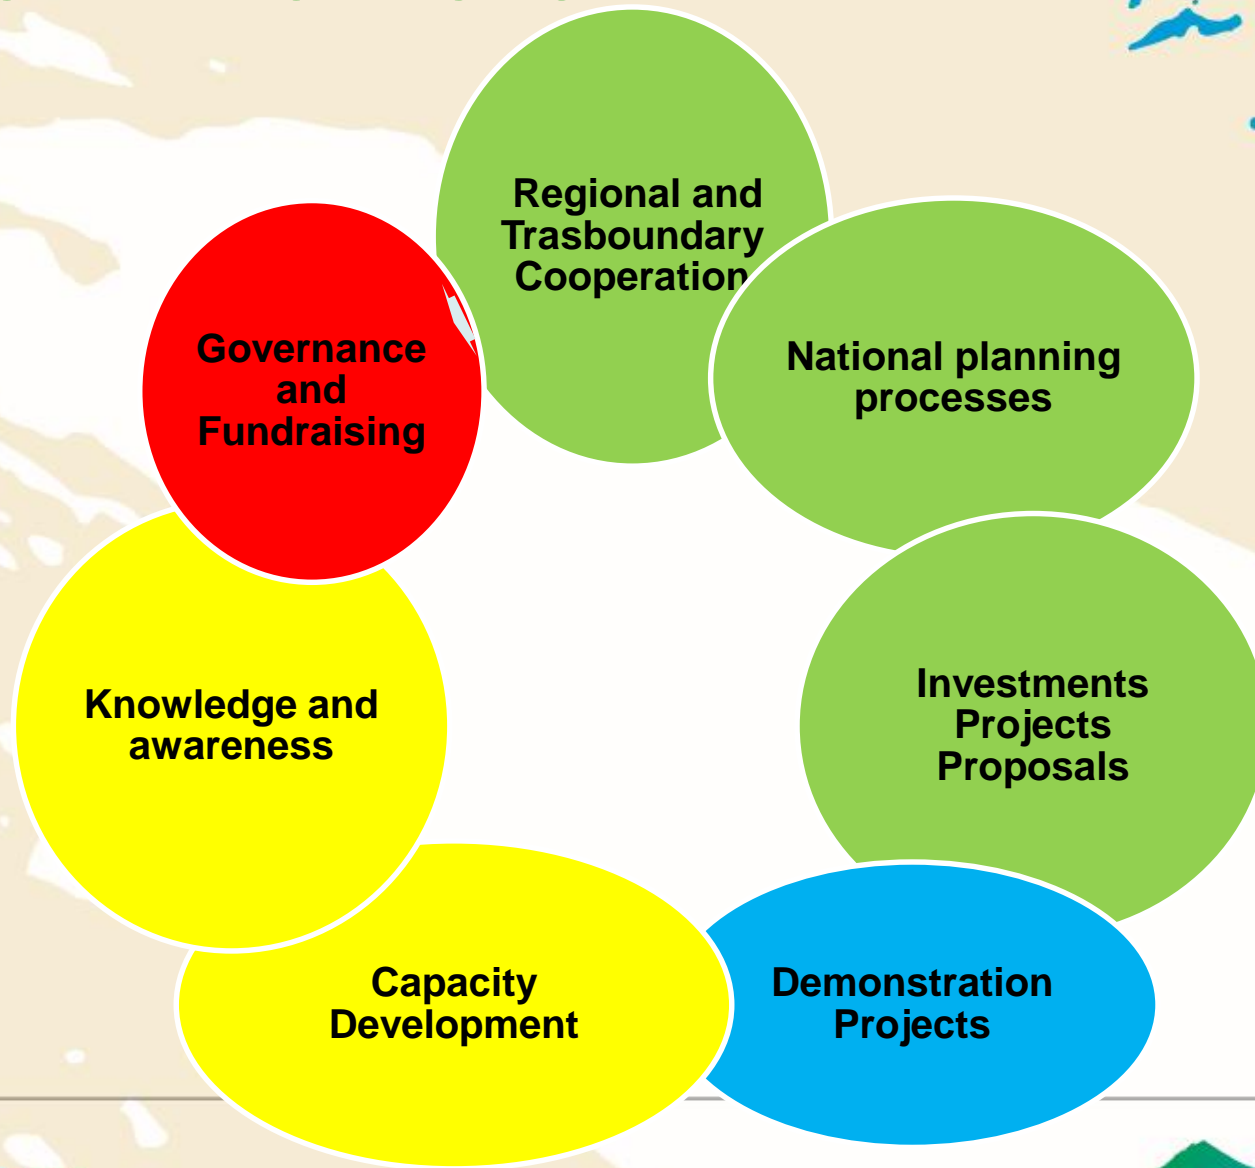 Regional and
Trasboundary
Cooperation
National planning
processes
Investments
Projects
Proposals
Demonstration
Projects
Capacity
Development
Knowledge and
awareness
Governance
and
Fundraising